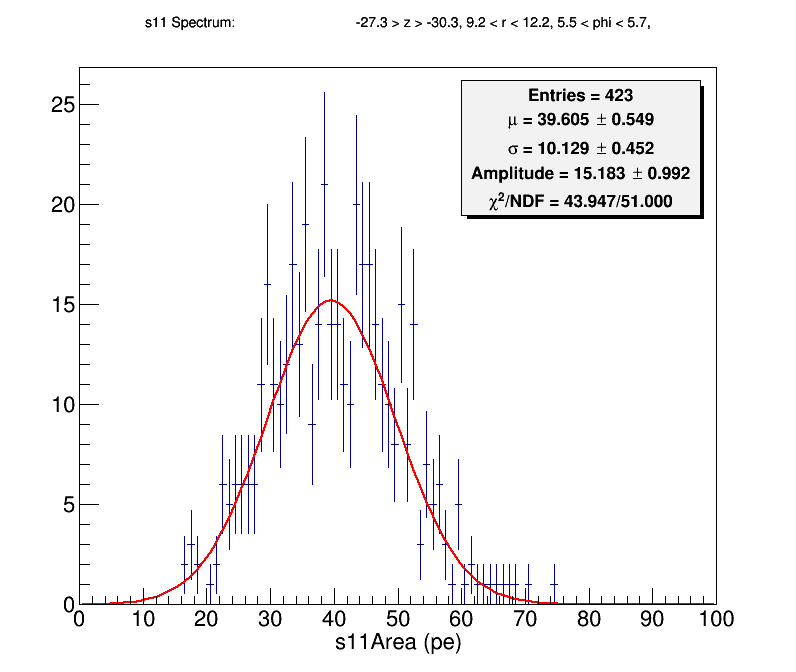 s11 Spectrum: -27.3 > z > -30.3, 9.2 < r < 12.2, 5.5 < phi < 5.7,
Entries = 423
μ = 39.605 ± 0.549
σ = 10.129 ± 0.452
Amplitude = 15.183 ± 0.992
χ²/NDF = 43.947/51.000
25
20
15
10
5
0
0 10 20 30 40 50 60 70 80 90 100
s11Area (pe)